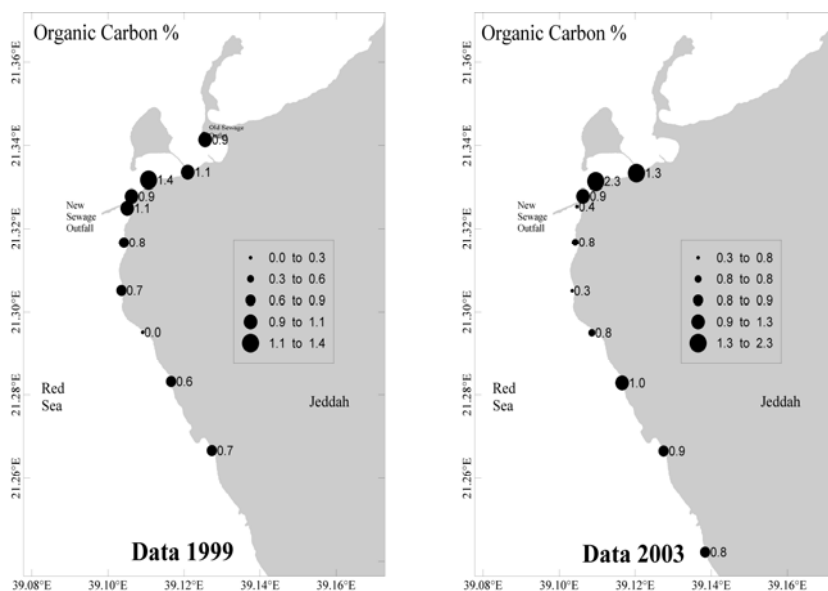 Organic Carbon %
21.36°E
21.34°E
21.32°E
21.30°E
21.28°E
21.26°E
Old Sewage
0.9
1.1
1.4
0.9
1.1
New
Sewage
Outfall
0.8
0.7
0.0
0.6
0.7
0.0 to 0.3
0.3 to 0.6
0.6 to 0.9
0.9 to 1.1
1.1 to 1.4
Red
Sea
Jeddah
Data 1999
39.08°E 39.10°E 39.12°E 39.14°E 39.16°E
Organic Carbon %
21.36°E
21.34°E
21.32°E
21.30°E
21.28°E
21.26°E
1.3
2.3
0.9
0.4
New
Sewage
Outfall
0.8
0.3
0.8
1.0
0.9
0.8
0.3 to 0.8
0.8 to 0.8
0.8 to 0.9
0.9 to 1.3
1.3 to 2.3
Red
Sea
Jeddah
Data 2003
39.08°E 39.10°E 39.12°E 39.14°E 39.16°E